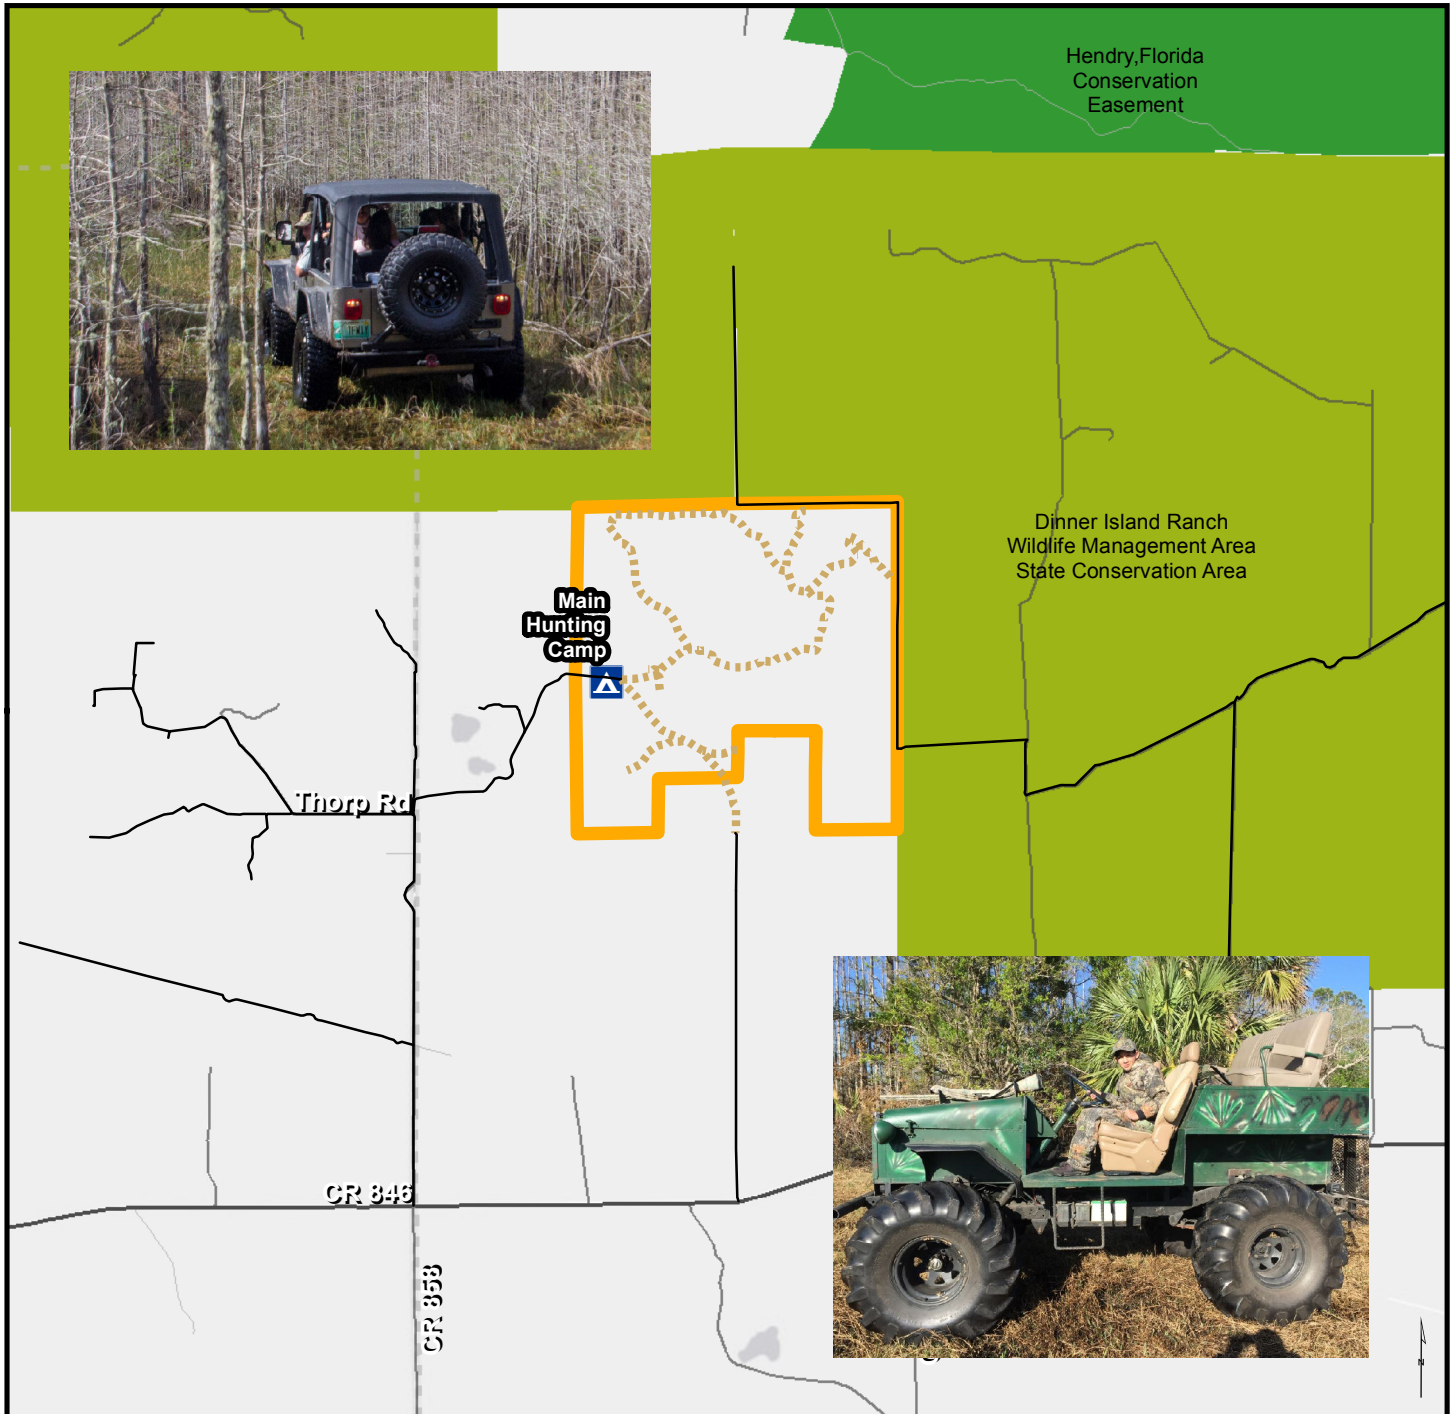 Hendry,Florida
Conservation
Easement
Dinner Island Ranch
Wildlife Management Area
State Conservation Area
Main
Hunting
Camp
Thorp Rd
CR 846
CR 858
N